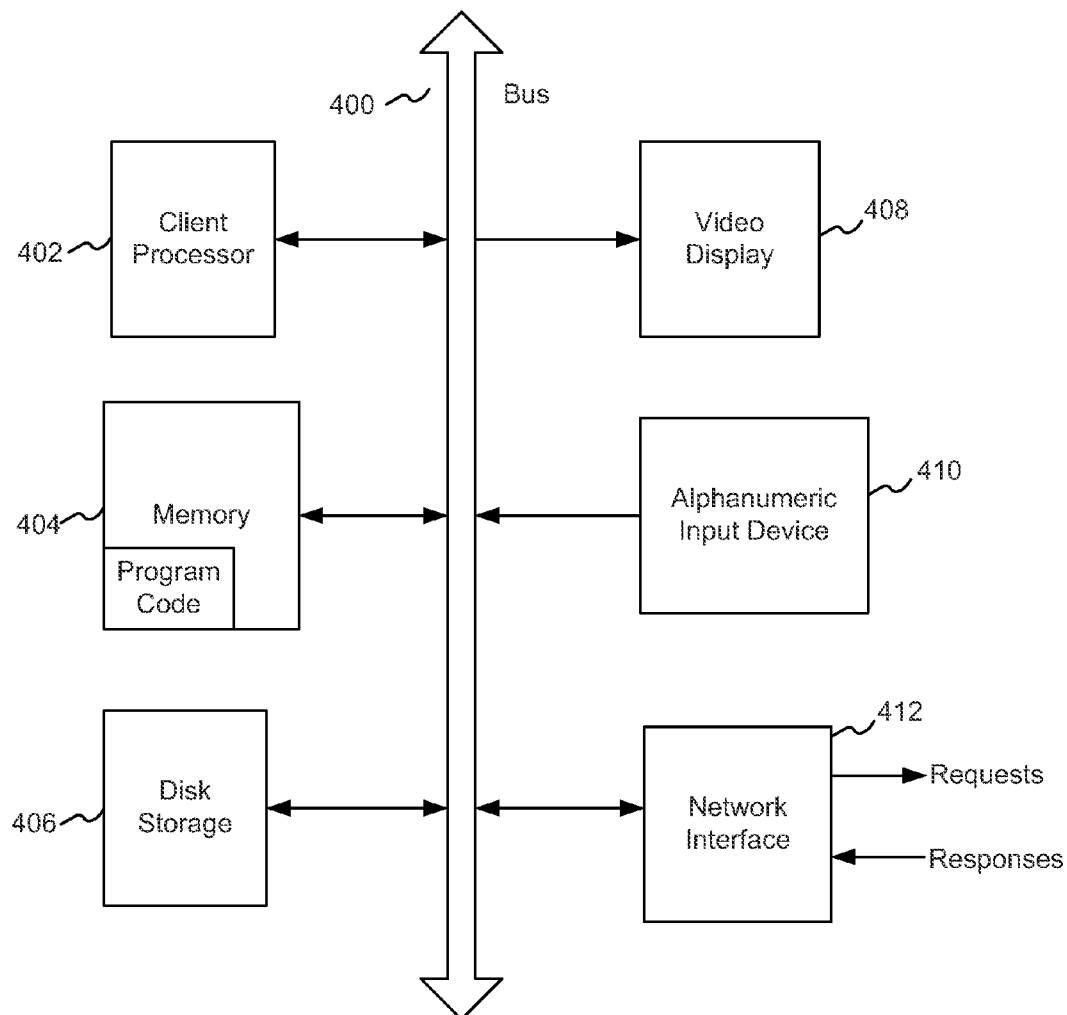 400
Bus
Client
Processor
402
Video
Display
408
Memory
404
Program
Code
Alphanumeric
Input Device
410
Disk
Storage
406
Network
Interface
412
Requests
Responses